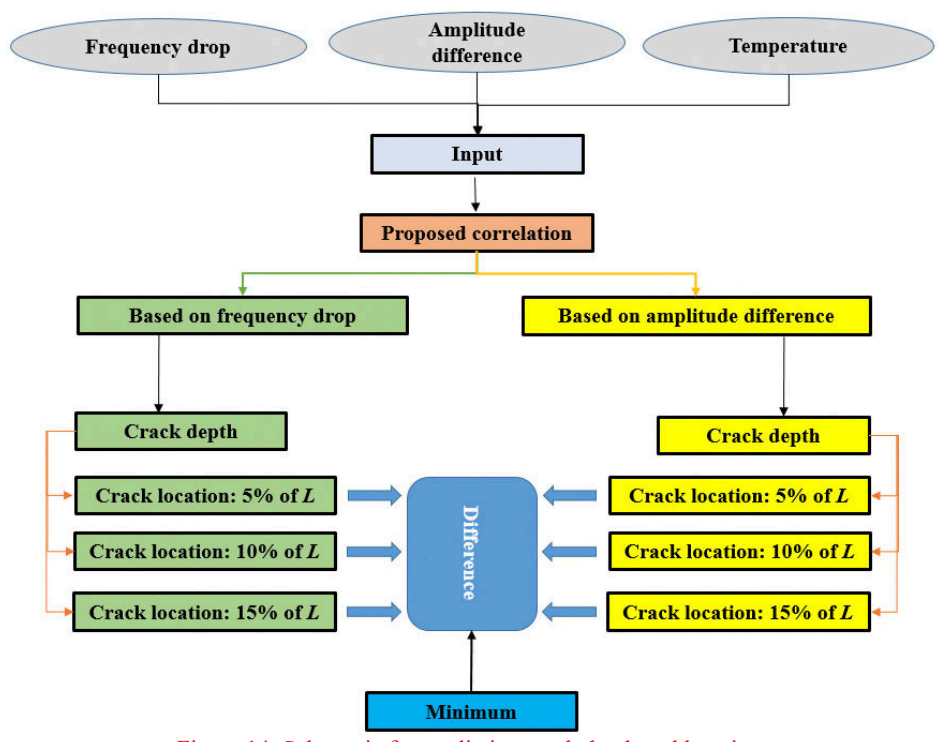 Frequency drop
Amplitude
difference
Temperature
Input
Proposed correlation
Based on frequency drop
Based on amplitude difference
Crack depth
Crack depth
Crack location: 5% of L
Crack location: 5% of L
Crack location: 10% of L
Crack location: 10% of L
Crack location: 15% of L
Crack location: 15% of L
Difference
Minimum